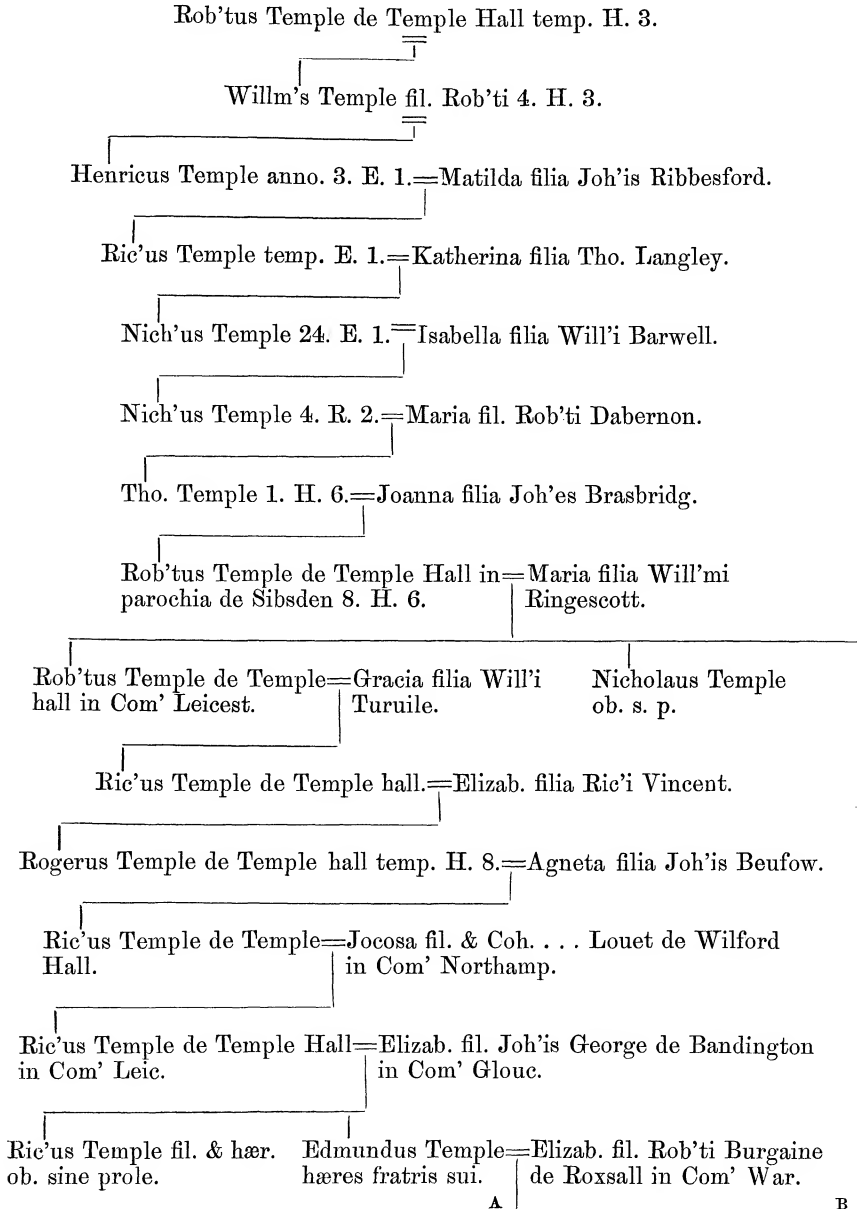 Rob'tus Temple de Temple Hall temp. H. 3.
Willm's Temple fil. Rob'ti 4. H. 3.
Henricus Temple anno. 3. E. 1.=Matilda filia Joh'is Ribbesford.
Ric'us Temple temp. E. 1.=Katherina filia Tho. Langley.
Nich'us Temple 24. E. 1.=Isabella filia Will'i Barwell.
Nich'us Temple 4. R. 2.=Maria fil. Rob'ti Dabernon.
Tho. Temple 1. H. 6.=Joanna filia Joh'es Brasbridg.
Rob'tus Temple de Temple Hall in=Maria filia Will'mi
parochia de Sibsden 8. H. 6. Ringescott.
Rob'tus Temple de Temple=Gracia filia Will'i Nicholaus Temple
hall in Com' Leicest. Turuile. ob. s. p.
Ric'us Temple de Temple hall.=Elizab. filia Ric'i Vincent.
Rogerus Temple de Temple hall temp. H. 8.=Agneta filia Joh'is Beufow.
Ric'us Temple de Temple=Jocosa fil. & Coh. . . . Louet de Wilford
Hall. in Com' Northamp.
Ric'us Temple de Temple Hall=Elizab. fil. Joh'is George de Bandington
in Com' Leic. in Com' Glouc.
Ric'us Temple fil. & hær. Edmundus Temple=Elizab. fil. Rob'ti Burgaine
ob. sine prole. hæres fratris sui. de Roxsall in Com' War.
A B